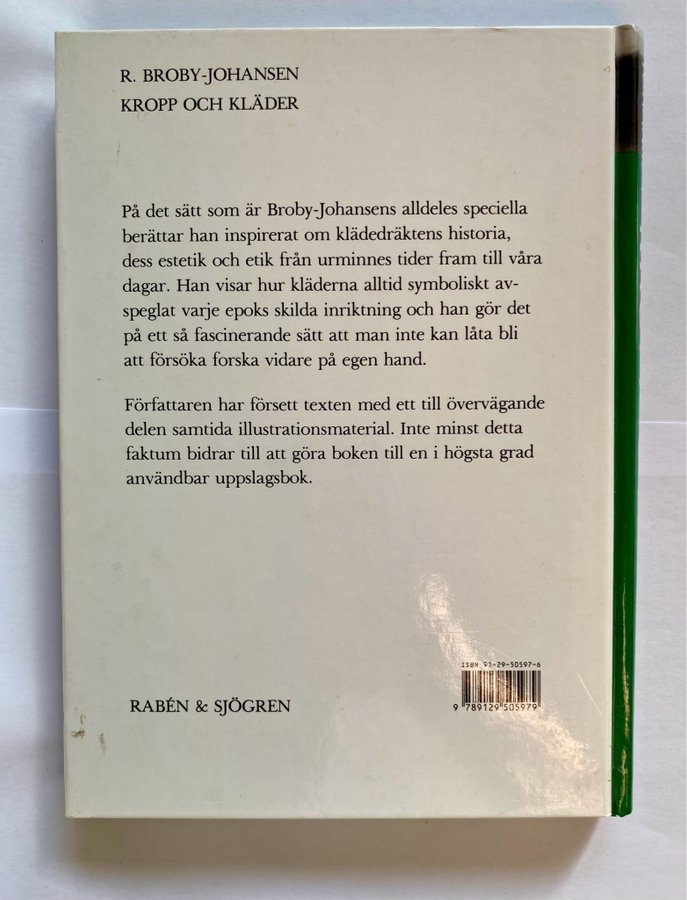 R. BROBY-JOHANSEN
KROPP OCH KLÄDER
På det sätt som är Broby-Johansens alldeles speciella
berättar han inspirerat om klädedräktens historia,
dess estetik och etik från urminnes tider fram till våra
dagar. Han visar hur kläderna alltid symboliskt av-
speglat varje epoks skilda inriktning och han gör det
på ett så fascinerande sätt att man inte kan låta bli
att försöka forska vidare på egen hand.
Författaren har försett texten med ett till övervägande
delen samtida illustrationsmaterial. Inte minst detta
faktum bidrar till att göra boken till en i högsta grad
användbar uppslagsbok.
ISBN 91-29-50597-6
9 789129 505979
RABÉN & SJÖGREN